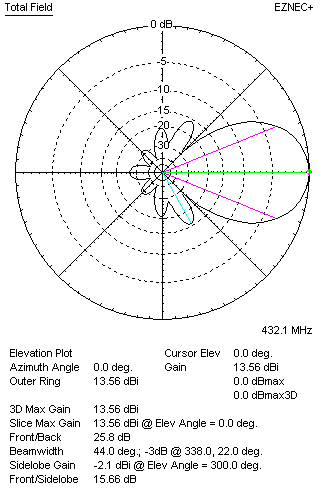 Total Field EZNEC+
0 dB
-5
-10
-15
-20
-30
432.1 MHz
Elevation Plot Cursor Elev 0.0 deg.
Azimuth Angle 0.0 deg. Gain 13.56 dBi
Outer Ring 13.56 dBi 0.0 dBmax
0.0 dBmax3D
3D Max Gain 13.56 dBi
Slice Max Gain 13.56 dBi @ Elev Angle = 0.0 deg.
Front/Back 25.8 dB
Beamwidth 44.0 deg.; -3dB @ 338.0, 22.0 deg.
Sidelobe Gain -2.1 dBi @ Elev Angle = 300.0 deg.
Front/Sidelobe 15.66 dB